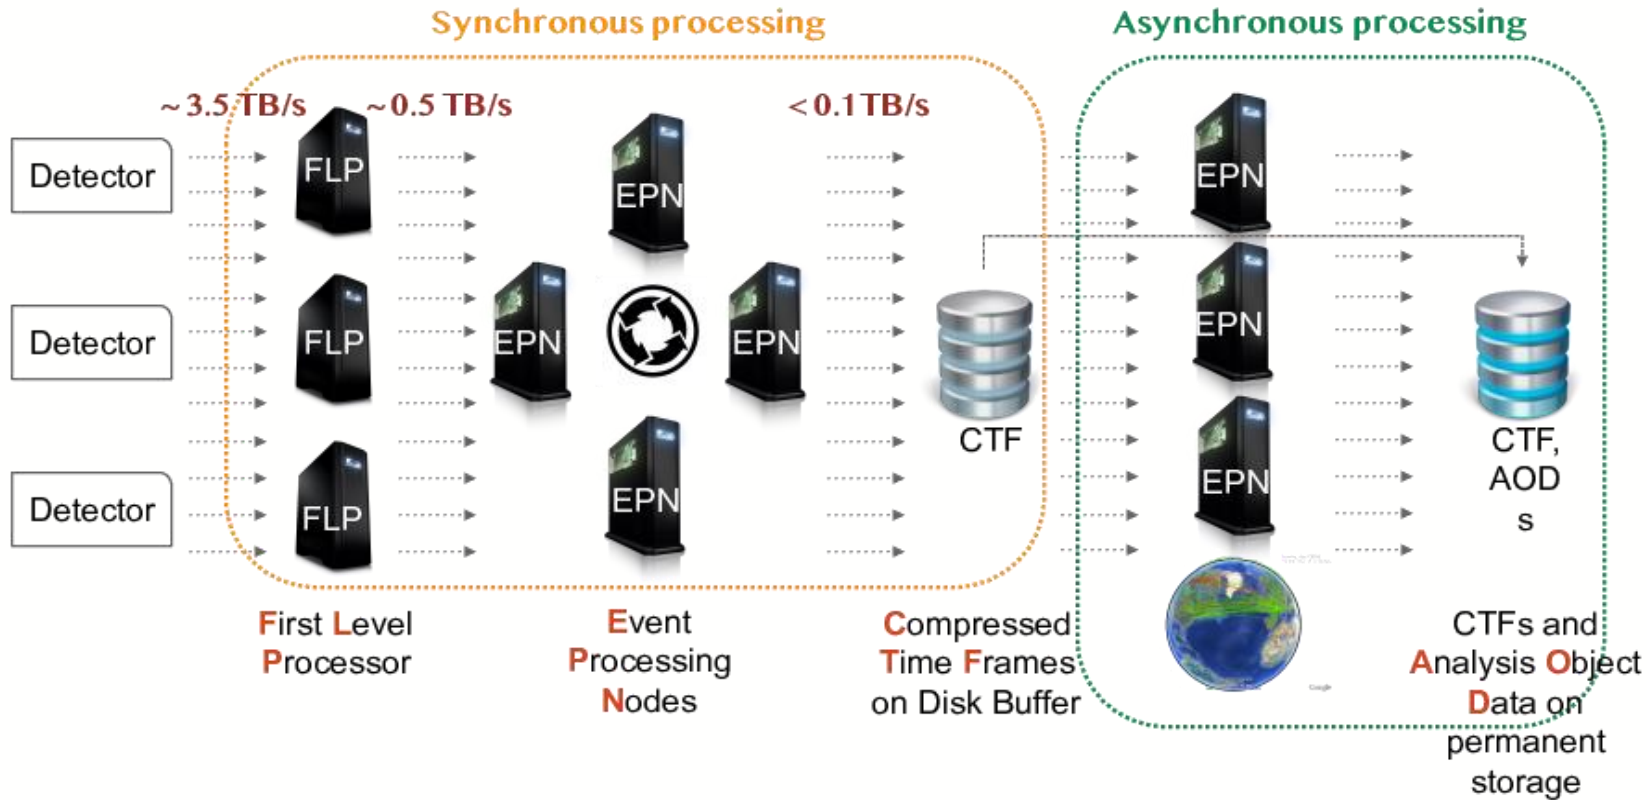 Synchronous processing
Asynchronous processing
~3.5 TB/s
~0.5 TB/s
<0.1TB/s
Detector
FLP
EPN
EPN
Detector
FLP
EPN
EPN
EPN
CTF
CTF,
AOD
s
Detector
FLP
EPN
EPN
First Level
Processor
Event
Processing
Nodes
Compressed
Time Frames
on Disk Buffer
Google
CTFs and
Analysis Object
Data on
permanent
storage